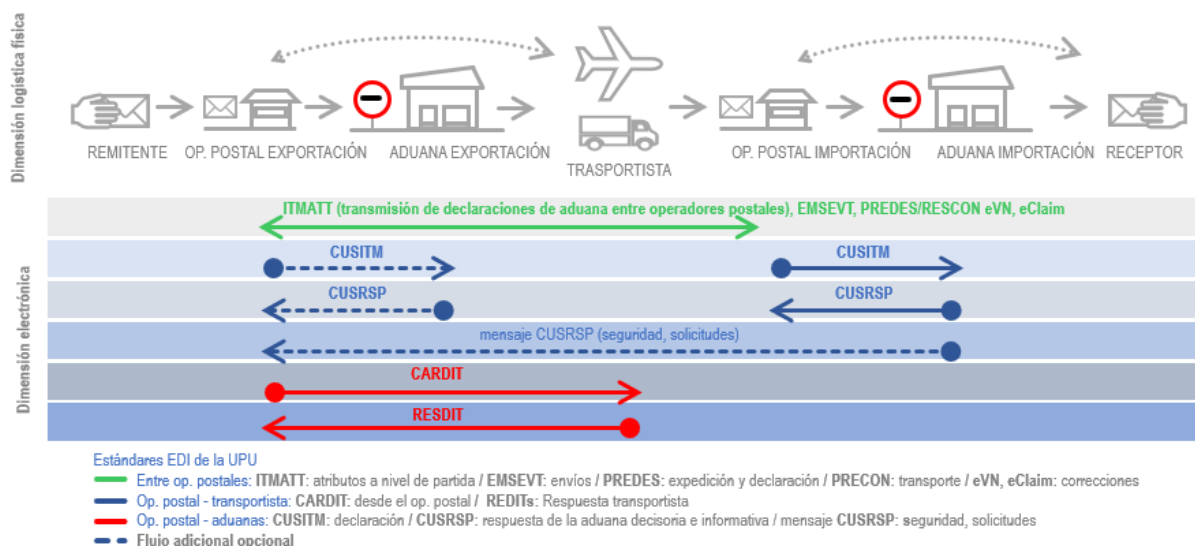 Dimensión logística física
REMITENTE
OP. POSTAL EXPORTACIÓN
ADUANA EXPORTACIÓN
TRASPORTISTA
OP. POSTAL IMPORTACIÓN
ADUANA IMPORTACIÓN
RECEPTOR
Dimensión electrónica
ITMATT (transmisión de declaraciones de aduana entre operadores postales), EMSEVT, PREDES/RESCON eVN, eClaim
CUSITM
CUSITM
CUSRSP
CUSRSP
mensaje CUSRSP (seguridad, solicitudes)
CARDIT
RESDIT
Estándares EDI de la UPU
Entre op. postales: ITMATT: atributos a nivel de partida / EMSEVT: envíos / PREDES: expedición y declaración / PRECON: transporte / eVN, eClaim: correcciones
Op. postal - transportista: CARDIT: desde el op. postal / REDITs: Respuesta transportista
Op. postal - aduanas: CUSITM: declaración / CUSRSP: respuesta de la aduana decisoria e informativa / mensaje CUSRSP: seguridad, solicitudes
Flujo adicional opcional